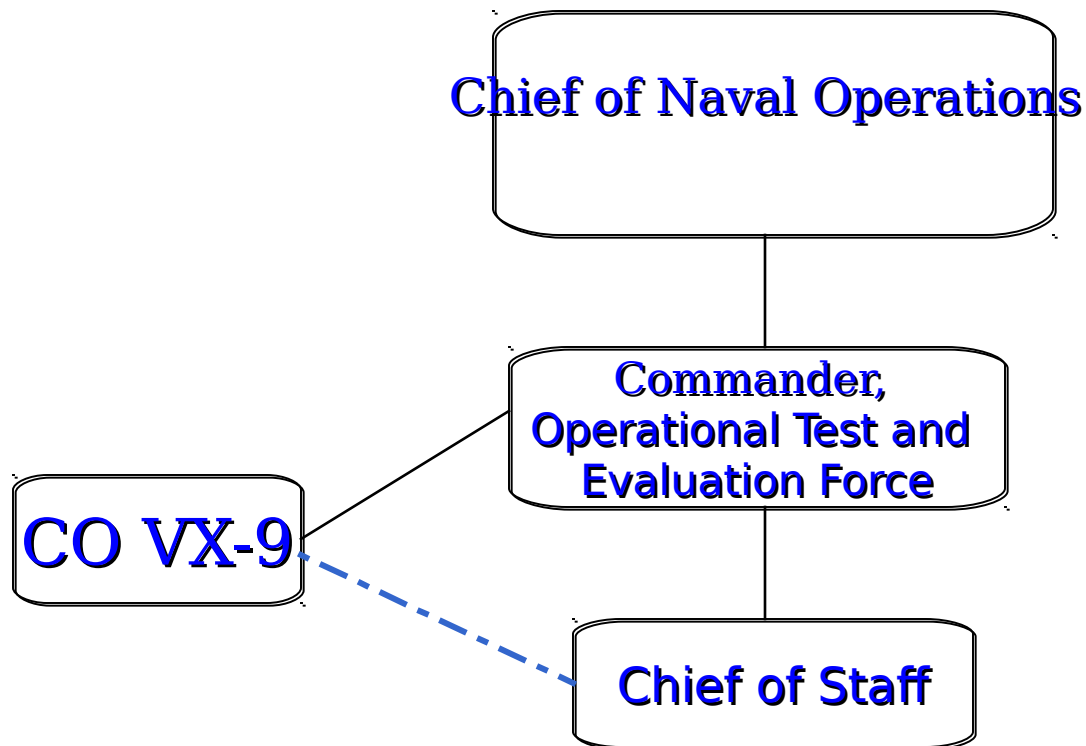 Chief of Naval Operations
Commander,
Operational Test and
Evaluation Force
CO VX-9
Chief of Staff